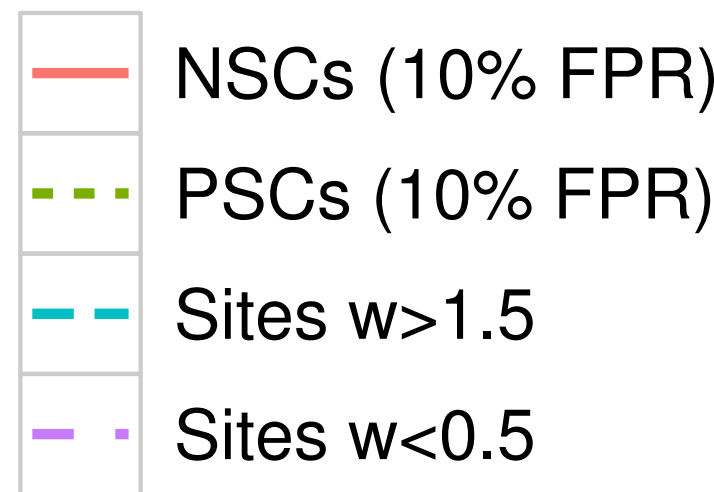 NSCs (10% FPR)
PSCs (10% FPR)
Sites w>1.5
Sites w<0.5